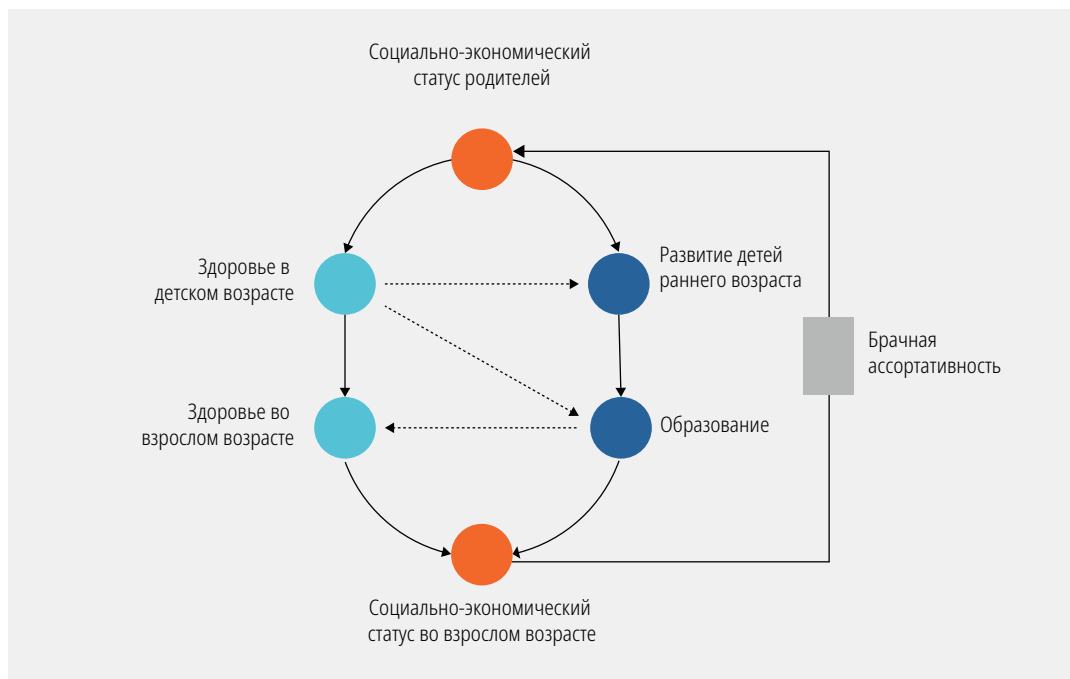 Социально-экономический
статус родителей
Здоровье в
детском возрасте
Развитие детей
раннего возраста
Брачная
ассортативность
Здоровье во
взрослом возрасте
Образование
Социально-экономический
статус во взрослом возрасте